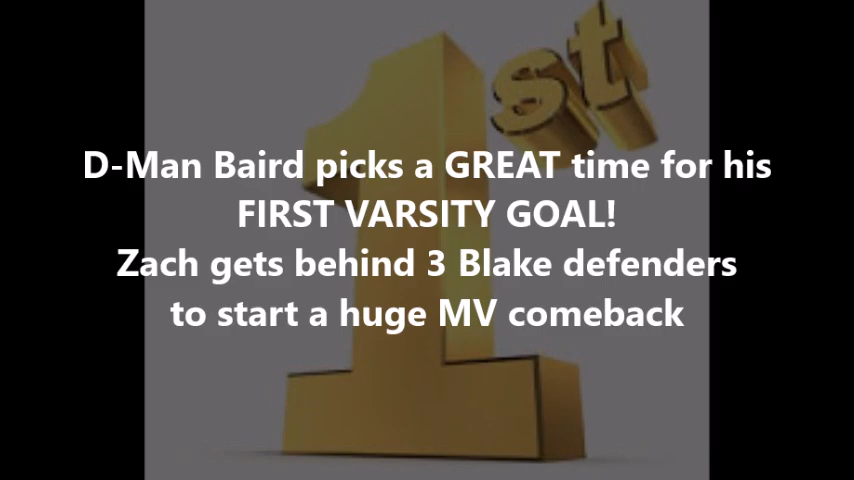 1st
D-Man Baird picks a GREAT time for his
FIRST VARSITY GOAL!
Zach gets behind 3 Blake defenders
to start a huge MV comeback